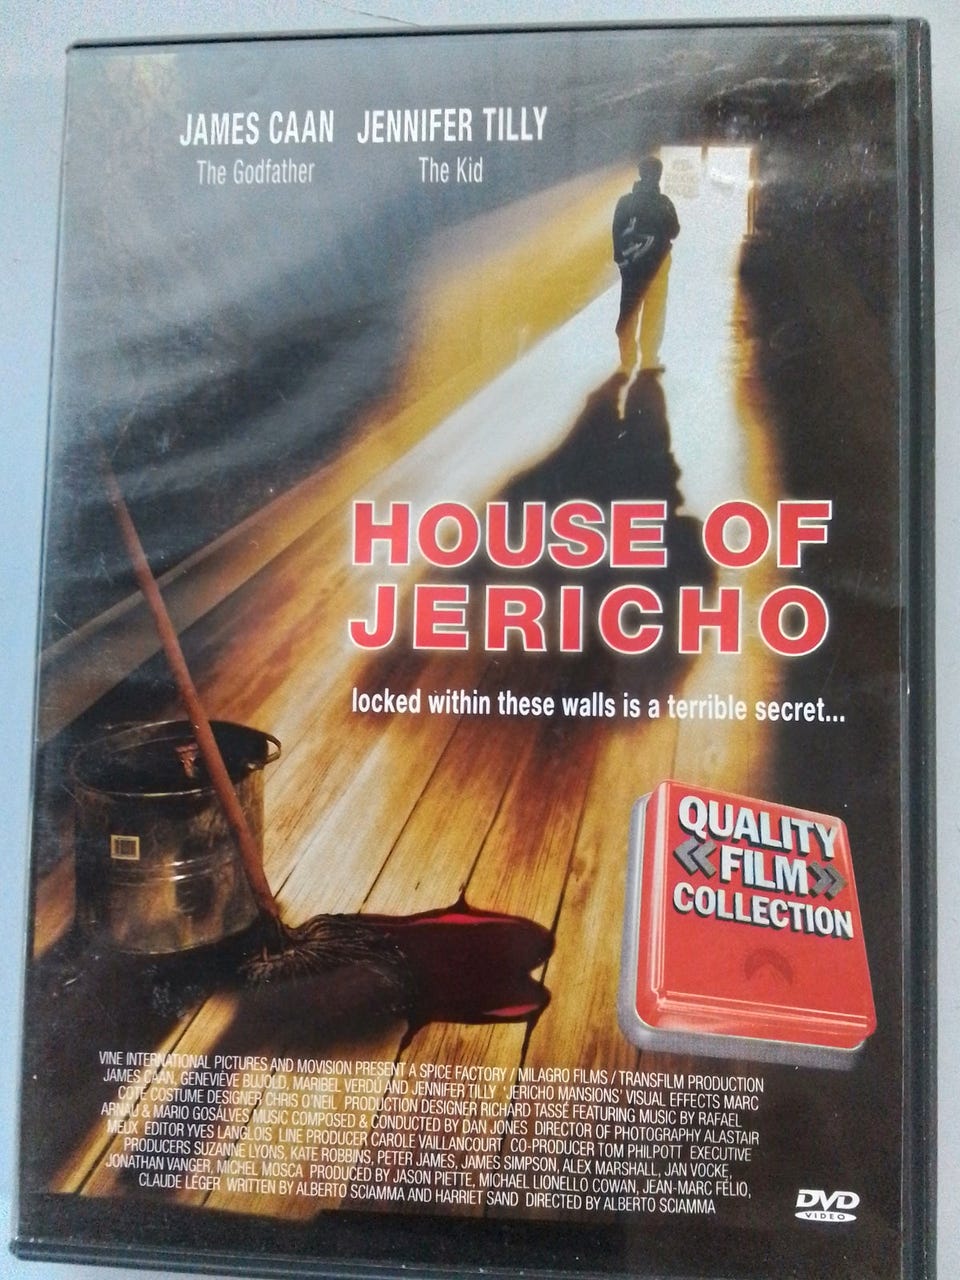 JAMES CAAN JENNIFER TILLY
The Godfather The Kid
HOUSE OF
JERICHO
locked within these walls is a terrible secret...
QUALITY
« FILM »
COLLECTION
VINE INTERNATIONAL PICTURES AND MOVISION PRESENT A SPICE FACTORY / MILAGRO FILMS / TRANSFILM PRODUCTION
JAMES CAAN, GENEVIÈVE BUJOLD, MARIBEL VERDÚ AND JENNIFER TILLY 'JERICHO MANSIONS' VISUAL EFFECTS MARC
COTÉ COSTUME DESIGNER CHRIS O'NEIL PRODUCTION DESIGNER RICHARD TASSÉ FEATURING MUSIC BY RAFAEL
ARNAU & MARIO GOSÁLVES MUSIC COMPOSED & CONDUCTED BY DAN JONES DIRECTOR OF PHOTOGRAPHY ALASTAIR
MEUX EDITOR YVES LANGLOIS LINE PRODUCER CAROLE VAILLANCOURT CO-PRODUCER TOM PHILPOTT EXECUTIVE
PRODUCERS SUZANNE LYONS, KATE ROBBINS, PETER JAMES, JAMES SIMPSON, ALEX MARSHALL, JAN VOCKE,
JONATHAN VANGER, MICHEL MOSCA PRODUCED BY JASON PIETTE, MICHAEL LIONELLO COWAN, JEAN-MARC FÉLIO,
CLAUDE LÉGER WRITTEN BY ALBERTO SCIAMMA AND HARRIET SAND DIRECTED BY ALBERTO SCIAMMA
DVD
VIDEO